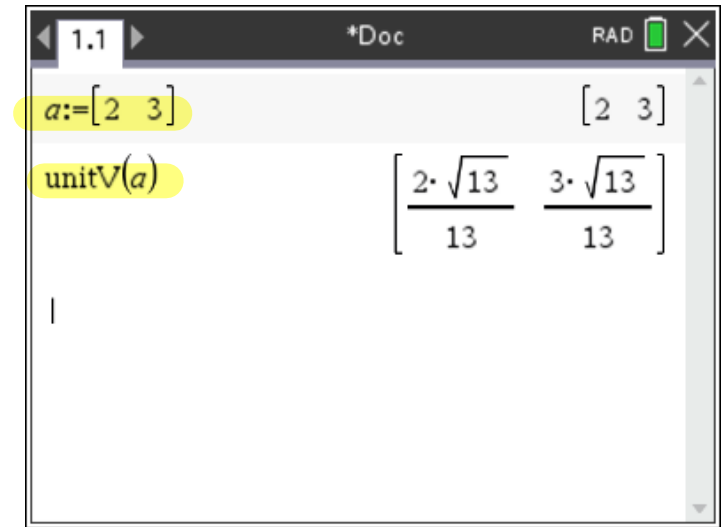 1.1 *Doc RAD
a:=[2 3] [2 3]
unitV(a) [2·√13/13 3·√13/13]